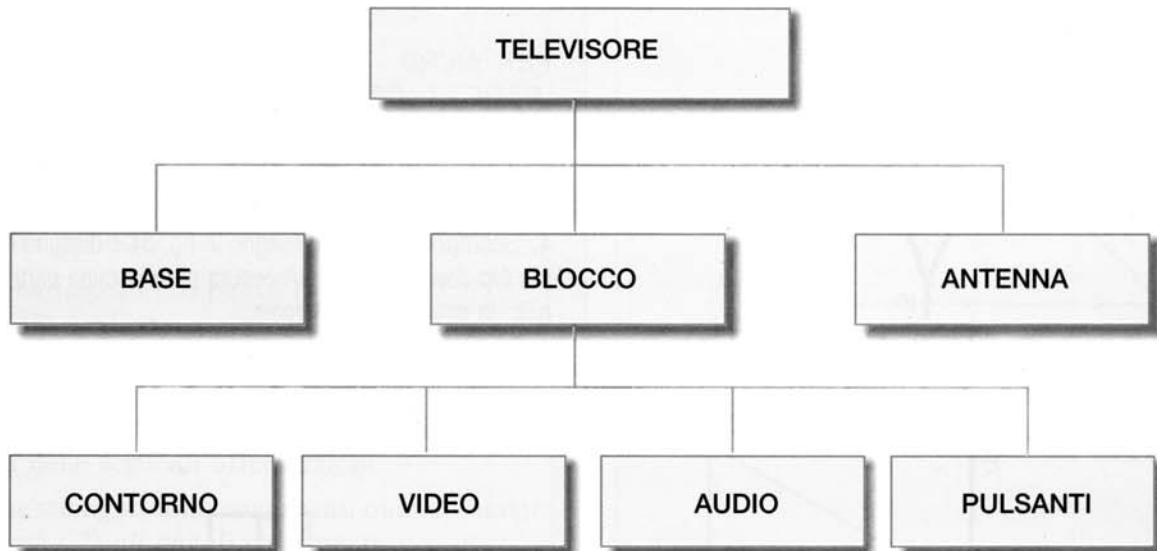 TELEVISORE
BASE
BLOCCO
ANTENNA
CONTORNO
VIDEO
AUDIO
PULSANTI